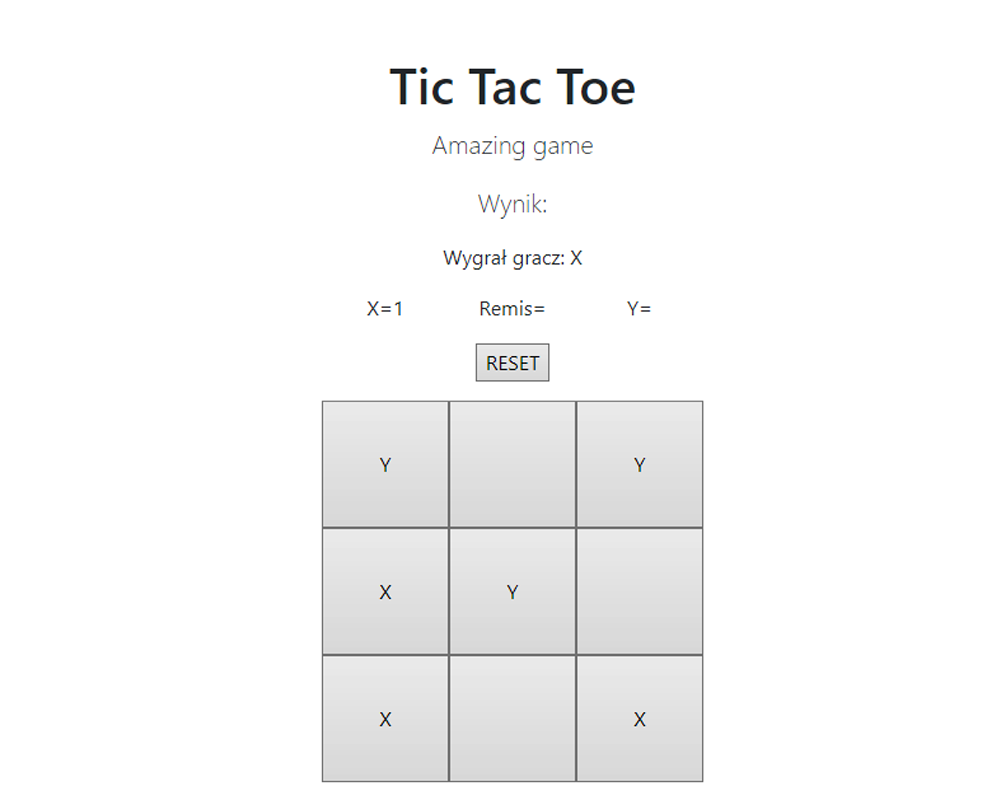 Tic Tac Toe
Amazing game
Wynik:
Wygrał gracz: X
X=1 Remis= Y=
RESET
Y Y
X Y
X X